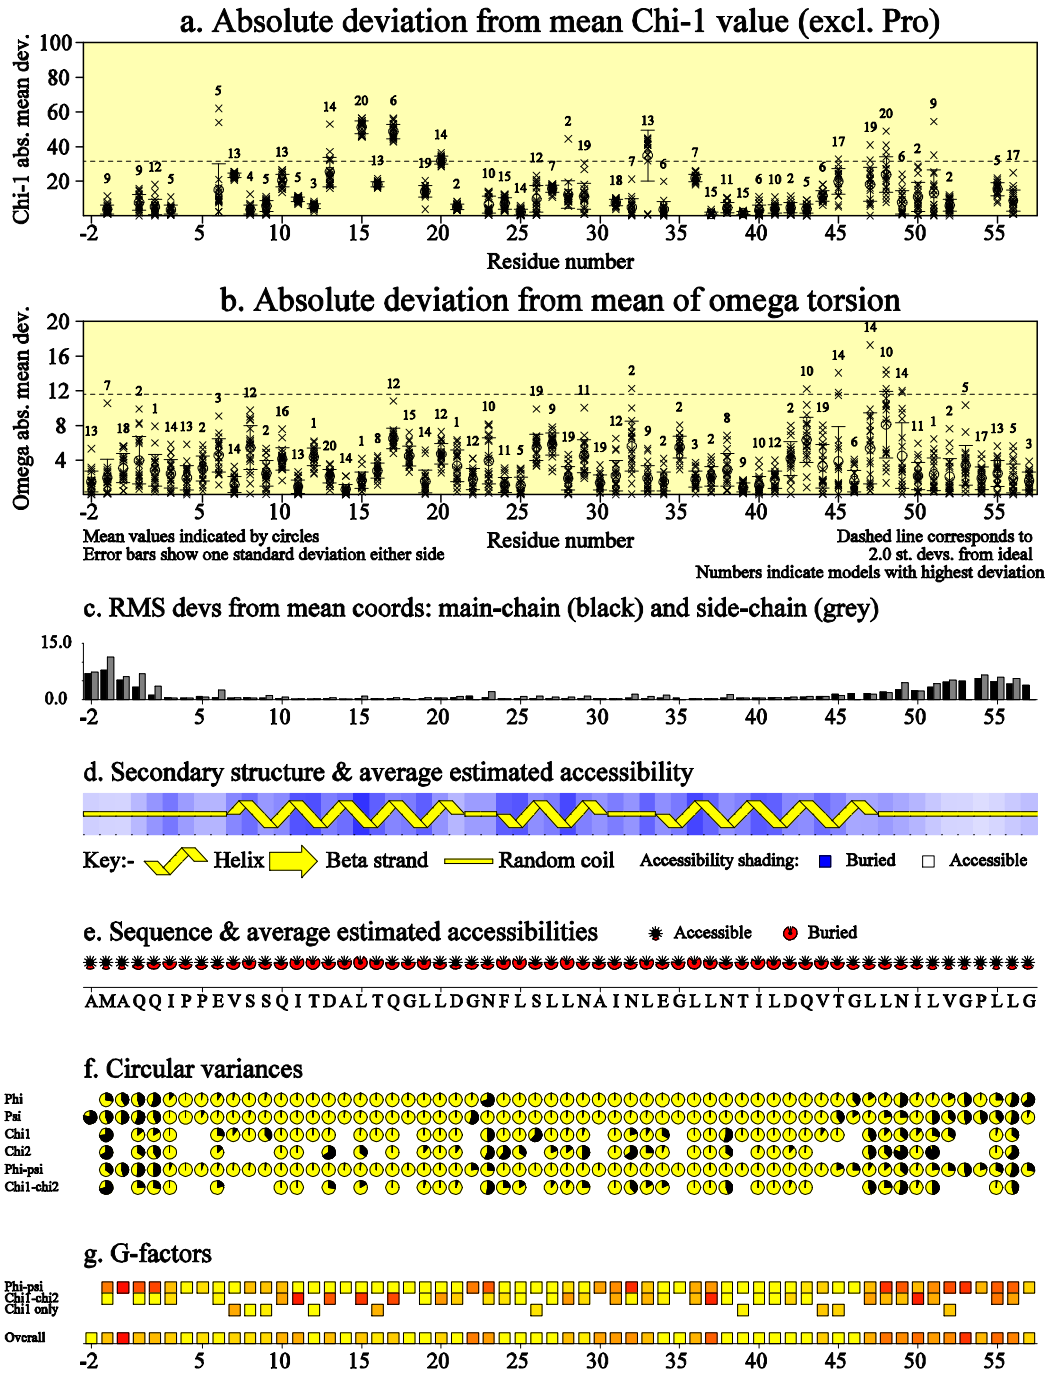 a. Absolute deviation from mean Chi-1 value (excl. Pro)
Chi-1 abs. mean dev.
100
80
60
40
20
-2 5 10 15 20 25 30 35 40 45 50 55
Residue number
b. Absolute deviation from mean of omega torsion
Omega abs. mean dev.
20
16
12
8
4
-2 5 10 15 20 25 30 35 40 45 50 55
Residue number
Mean values indicated by circles
Error bars show one standard deviation either side
Dashed line corresponds to
2.0 st. devs. from ideal
Numbers indicate models with highest deviation
c. RMS devs from mean coords: main-chain (black) and side-chain (grey)
15.0
0.0
-2 5 10 15 20 25 30 35 40 45 50 55
d. Secondary structure & average estimated accessibility
Key:- Helix Beta strand Random coil Accessibility shading: Buried Accessible
e. Sequence & average estimated accessibilities Accessible Buried
A M A Q Q I P P E V S S Q I T D A L T Q G L L D G N F L S L L N A I N L E G L L N T I L D Q V T G L L N I L V G P L L G
f. Circular variances
Phi
Psi
Chi1
Chi2
Phi-psi
Chi1-chi2
g. G-factors
Phi-psi
Chi1-chi2
Chi1 only
Overall
-2 5 10 15 20 25 30 35 40 45 50 55